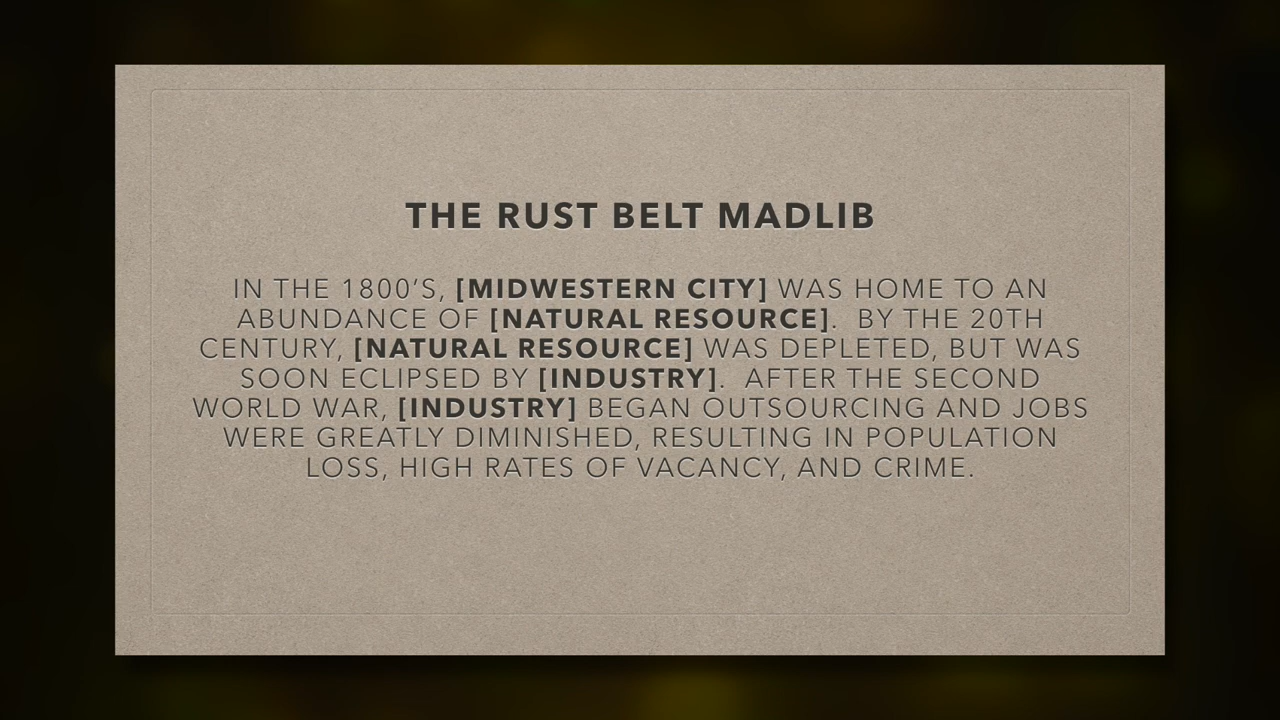 THE RUST BELT MADLIB
IN THE 1800'S, [MIDWESTERN CITY] WAS HOME TO AN
ABUNDANCE OF [NATURAL RESOURCE].  BY THE 20TH
CENTURY, [NATURAL RESOURCE] WAS DEPLETED, BUT WAS
SOON ECLIPSED BY [INDUSTRY].  AFTER THE SECOND
WORLD WAR, [INDUSTRY] BEGAN OUTSOURCING AND JOBS
WERE GREATLY DIMINISHED, RESULTING IN POPULATION
LOSS, HIGH RATES OF VACANCY, AND CRIME.